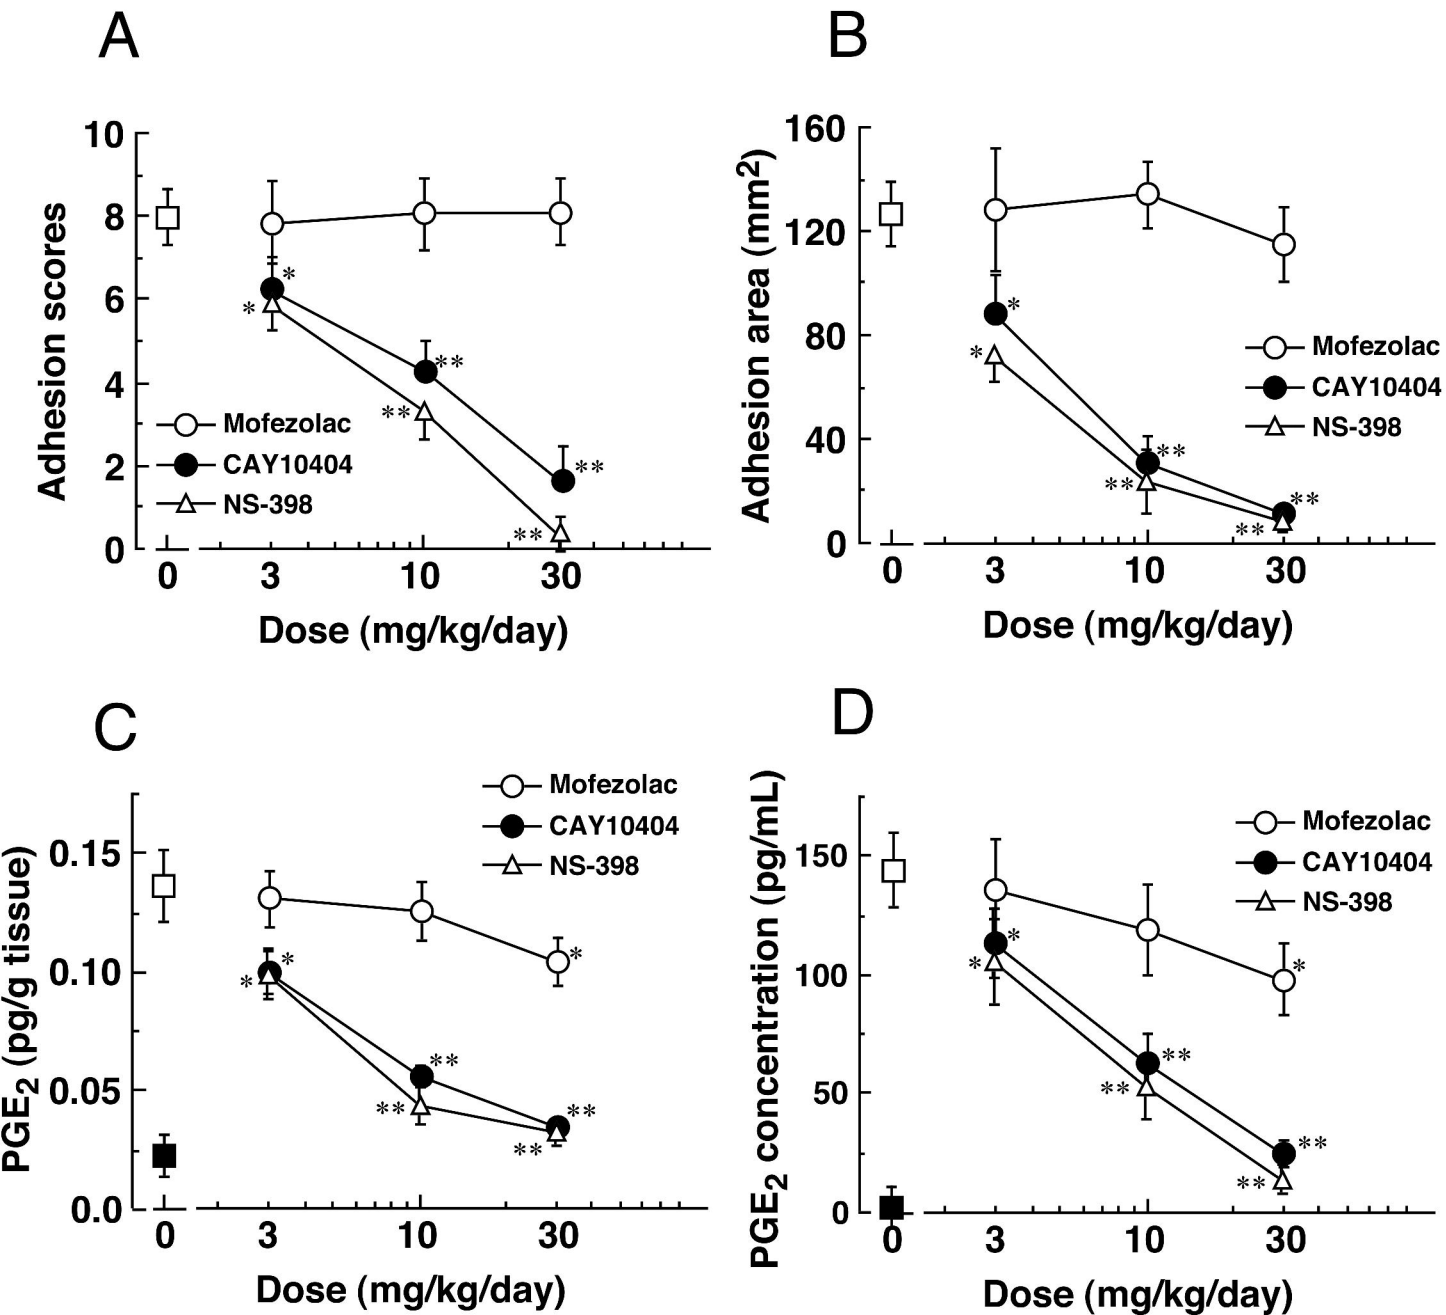 A
10
8
6
4
2
0
Adhesion scores
*
*
**
**
**
**
Mofezolac
CAY10404
NS-398
0 3 10 30
Dose (mg/kg/day)
B
160
120
80
40
0
Adhesion area (mm2)
*
*
**
**
**
**
Mofezolac
CAY10404
NS-398
0 3 10 30
Dose (mg/kg/day)
C
0.15
0.10
0.05
0.0
PGE2 (pg/g tissue)
Mofezolac
CAY10404
NS-398
*
*
*
**
**
**
**
0 3 10 30
Dose (mg/kg/day)
D
150
100
50
0
PGE2 concentration (pg/mL)
Mofezolac
CAY10404
NS-398
*
*
*
**
**
**
**
0 3 10 30
Dose (mg/kg/day)